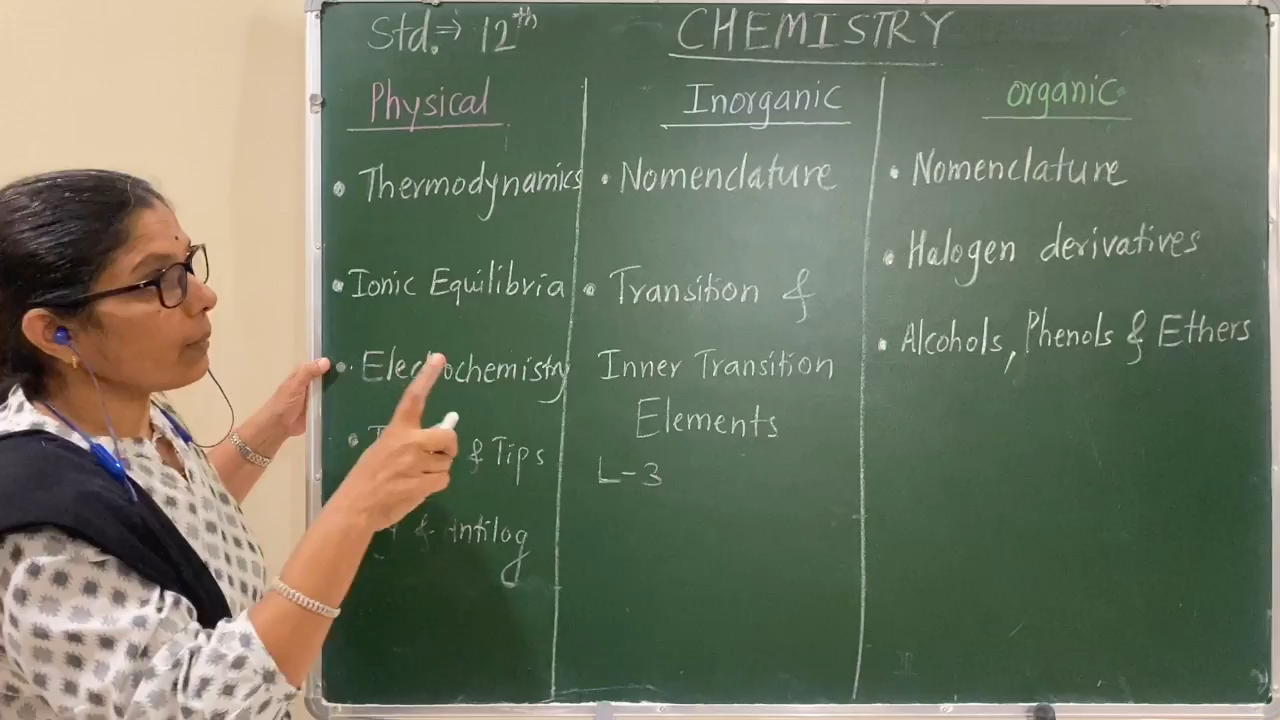 Std.→ 12th
CHEMISTRY
Physical
• Thermodynamics
• Ionic Equilibria
• Electrochemistry
• & Tips
& Antilog
Inorganic
• Nomenclature
• Transition &
Inner Transition
Elements
L-3
organic
• Nomenclature
• Halogen derivatives
• Alcohols, Phenols & Ethers